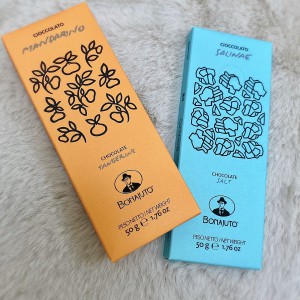 CIOCCOLATO
MANDARINO
CHOCOLATE
TANGERINE
BONAJUTO
PESO NETTO / NET WEIGHT
50 g ℮ 1.76 oz
CIOCCOLATO
SALINAE
CHOCOLATE
SALT
BONAJUTO
PESO NETTO / NET WEIGHT
50 g ℮ 1.76 oz